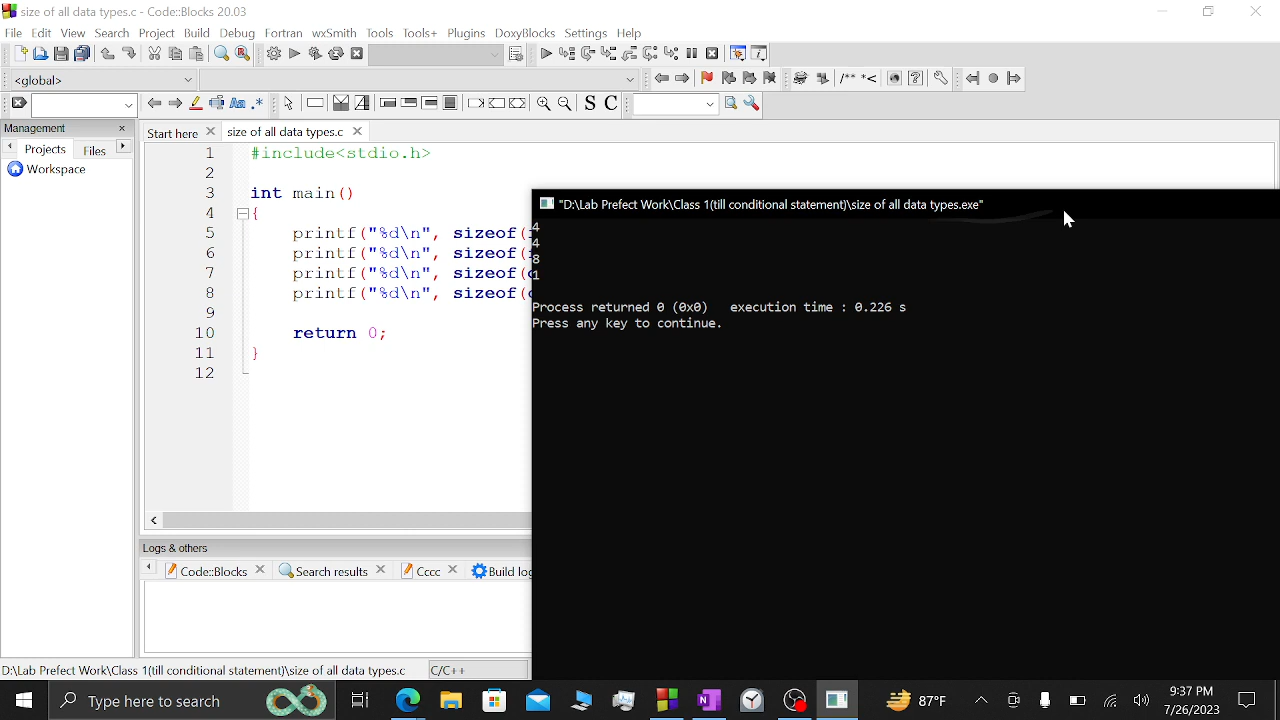 size of all data types.c - Code::Blocks 20.03
File Edit View Search Project Build Debug Fortran wxSmith Tools Tools+ Plugins DoxyBlocks Settings Help
<global>
/** *<
Aa .* S C
Management
Projects Files
Workspace
Start here size of all data types.c
1 #include<stdio.h>
2
3 int main()
4 {
5 printf("%d\n", sizeof(
6 printf("%d\n", sizeof(
7 printf("%d\n", sizeof(
8 printf("%d\n", sizeof(
9
10 return 0;
11 }
12
"D:\Lab Prefect Work\Class 1(till conditional statement)\size of all data types.exe"
4
4
8
1
Process returned 0 (0x0) execution time : 0.226 s
Press any key to continue.
Logs & others
Code::Blocks Search results Cccc Build log
D:\Lab Prefect Work\Class 1(till conditional statement)\size of all data types.c C/C++
Type here to search
87°F
9:37 PM
7/26/2023